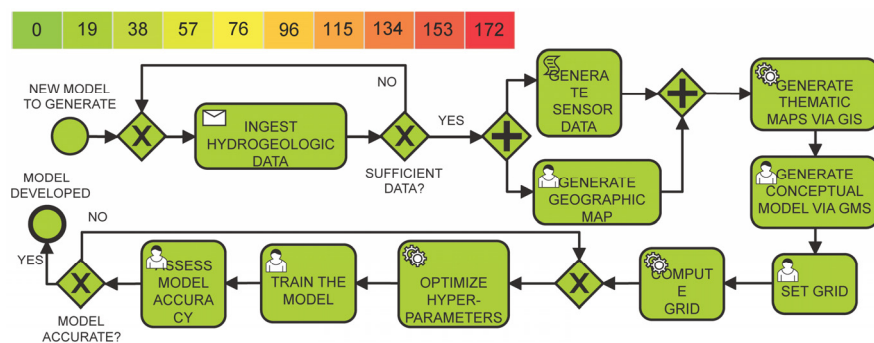 0 19 38 57 76 96 115 134 153 172
NEW MODEL
TO GENERATE
NO
INGEST
HYDROGEOLOGIC
DATA
SUFFICIENT
DATA?
YES
GENERA
TE
SENSOR
DATA
GENERATE
GEOGRAPHIC
MAP
GENERATE
THEMATIC
MAPS VIA GIS
GENERATE
CONCEPTUAL
MODEL VIA GMS
SET GRID
COMPUT
E
GRID
OPTIMIZE
HYPER-
PARAMETERS
TRAIN THE
MODEL
ASSESS
MODEL
ACCURA
CY
NO
MODEL
ACCURATE?
YES
MODEL
DEVELOPED